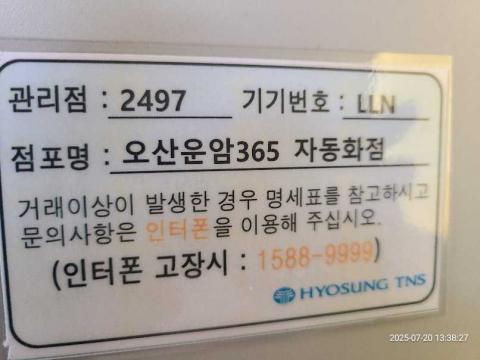 관리점 : 2497 기기번호 : LLN
점포명 : 오산운암365 자동화점
거래이상이 발생한 경우 명세표를 참고하시고
문의사항은 인터폰을 이용해 주십시오.
(인터폰 고장시 : 1588-9999)
HYOSUNG TNS
2025-07-20 13:38:27